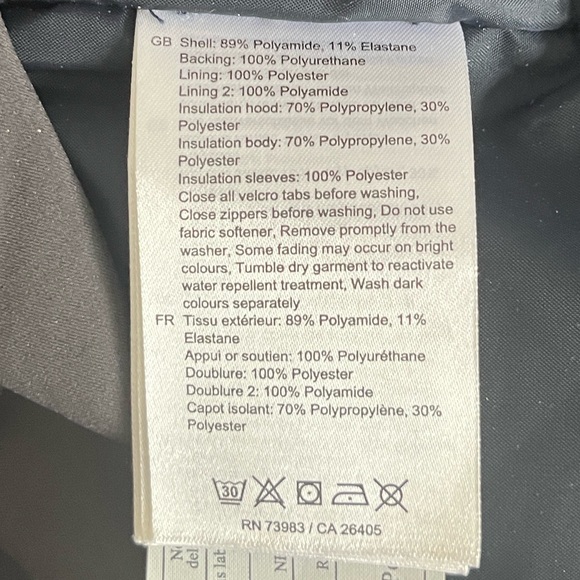 GB Shell: 89% Polyamide, 11% Elastane
Backing: 100% Polyurethane
Lining: 100% Polyester
Lining 2: 100% Polyamide
Insulation hood: 70% Polypropylene, 30%
Polyester
Insulation body: 70% Polypropylene, 30%
Polyester
Insulation sleeves: 100% Polyester
Close all velcro tabs before washing,
Close zippers before washing, Do not use
fabric softener, Remove promptly from the
washer, Some fading may occur on bright
colours, Tumble dry garment to reactivate
water repellent treatment, Wash dark
colours separately
FR Tissu extérieur: 89% Polyamide, 11%
Elastane
Appui or soutien: 100% Polyuréthane
Doublure: 100% Polyester
Doublure 2: 100% Polyamide
Capot isolant: 70% Polypropylène, 30%
Polyester
30
RN 73983 / CA 26405
del
s lat